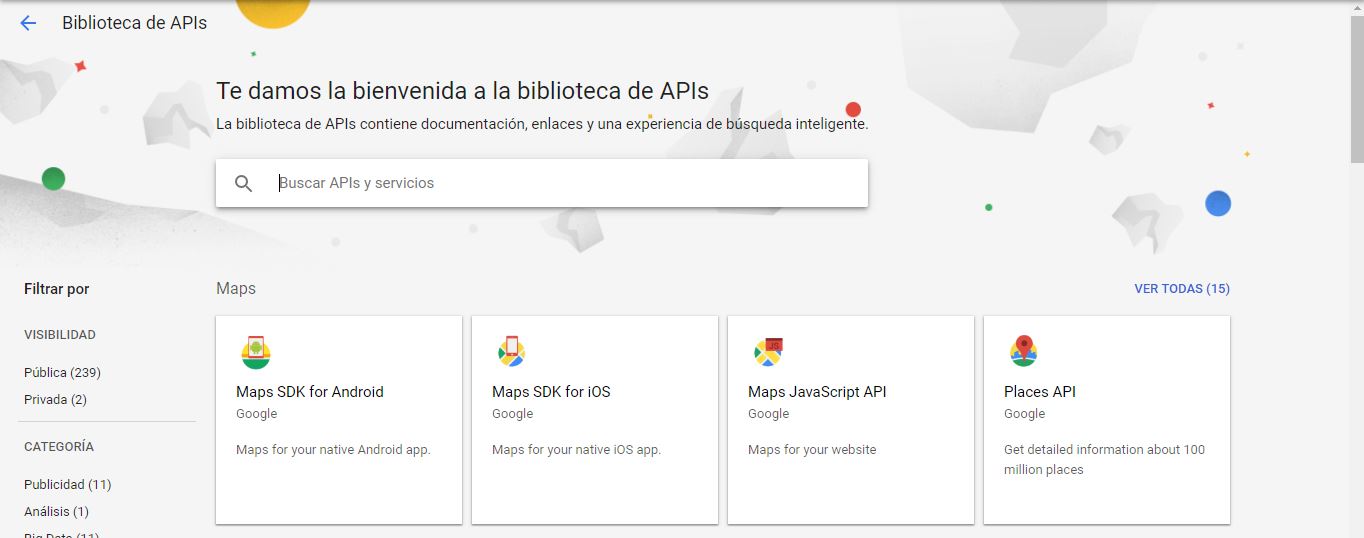 Biblioteca de APIs
Te damos la bienvenida a la biblioteca de APIs
La biblioteca de APIs contiene documentación, enlaces y una experiencia de búsqueda inteligente.
Buscar APIs y servicios
Filtrar por
VISIBILIDAD
Pública (239)
Privada (2)
CATEGORÍA
Publicidad (11)
Análisis (1)
Big Data (11)
Maps
VER TODAS (15)
Maps SDK for Android
Google
Maps for your native Android app.
Maps SDK for iOS
Google
Maps for your native iOS app.
JS
Maps JavaScript API
Google
Maps for your website
Places API
Google
Get detailed information about 100
million places